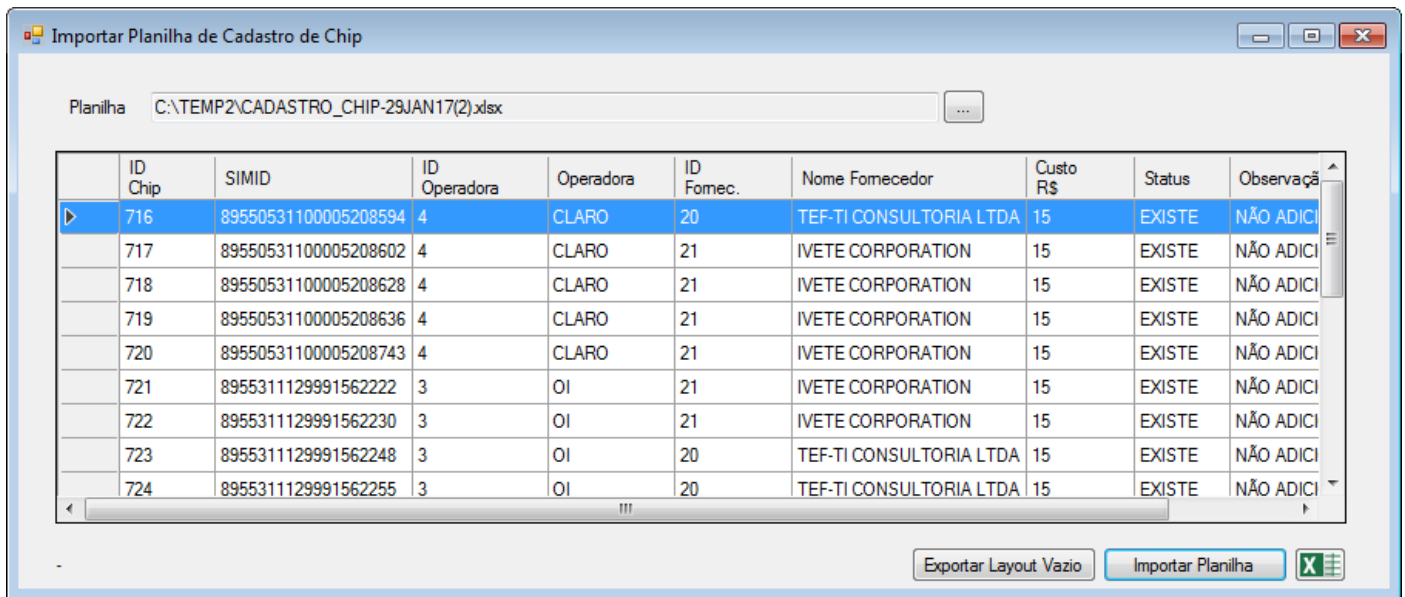 Importar Planilha de Cadastro de Chip
Planilha C:\TEMP2\CADASTRO_CHIP-29JAN17(2).xlsx ...
ID Chip SIMID ID Operadora Operadora ID Fornec. Nome Fornecedor Custo R$ Status Observaçã
716 89550531100005208594 4 CLARO 20 TEF-TI CONSULTORIA LTDA 15 EXISTE NÃO ADICI
717 89550531100005208602 4 CLARO 21 IVETE CORPORATION 15 EXISTE NÃO ADICI
718 89550531100005208628 4 CLARO 21 IVETE CORPORATION 15 EXISTE NÃO ADICI
719 89550531100005208636 4 CLARO 21 IVETE CORPORATION 15 EXISTE NÃO ADICI
720 89550531100005208743 4 CLARO 21 IVETE CORPORATION 15 EXISTE NÃO ADICI
721 8955311129991562222 3 OI 21 IVETE CORPORATION 15 EXISTE NÃO ADICI
722 8955311129991562230 3 OI 21 IVETE CORPORATION 15 EXISTE NÃO ADICI
723 8955311129991562248 3 OI 20 TEF-TI CONSULTORIA LTDA 15 EXISTE NÃO ADICI
724 8955311129991562255 3 OI 20 TEF-TI CONSULTORIA LTDA 15 EXISTE NÃO ADICI
- Exportar Layout Vazio Importar Planilha